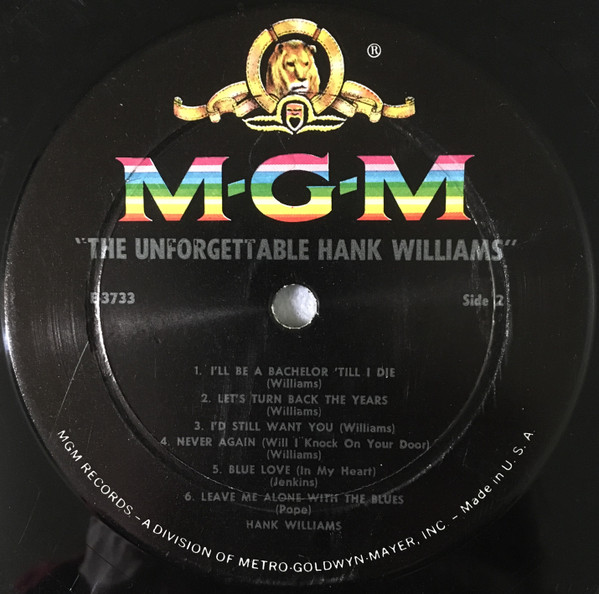 ®
M-G-M
"THE UNFORGETTABLE HANK WILLIAMS"
E3733
Side 2
1. I'LL BE A BACHELOR 'TILL I DIE
(Williams)
2. LET'S TURN BACK THE YEARS
(Williams)
3. I'D STILL WANT YOU (Williams)
4. NEVER AGAIN (Will I Knock On Your Door)
(Williams)
5. BLUE LOVE (In My Heart)
(Jenkins)
6. LEAVE ME ALONE WITH THE BLUES
(Pope)
HANK WILLIAMS
MGM RECORDS – A DIVISION OF METRO-GOLDWYN-MAYER, INC. – Made in U. S. A.